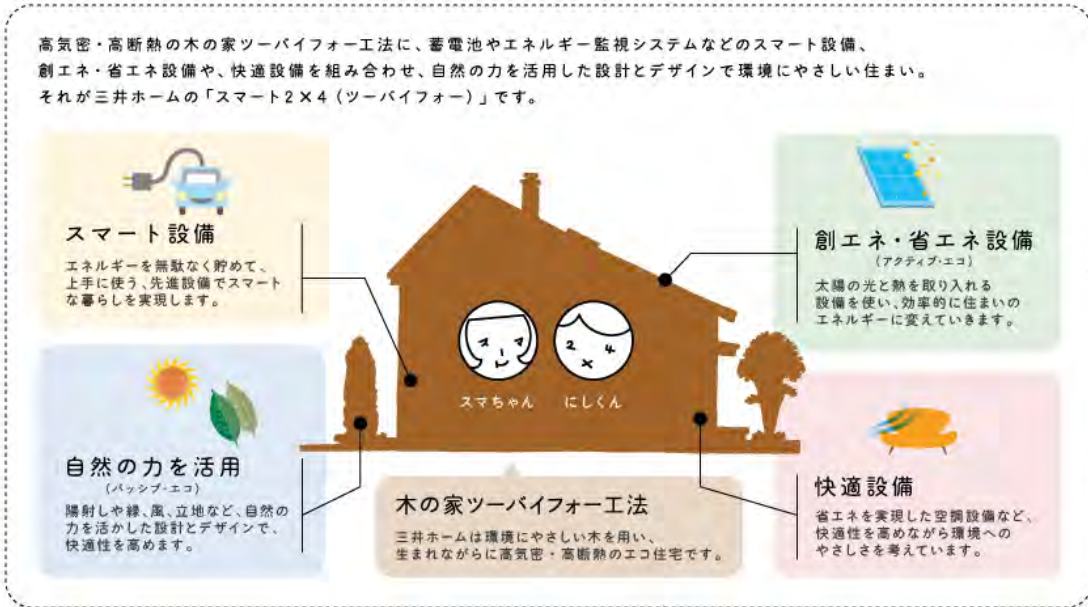 高気密・高断熱の木の家ツーバイフォー工法に、蓄電池やエネルギー監視システムなどのスマート設備、
創エネ・省エネ設備や、快適設備を組み合わせ、自然の力を活用した設計とデザインで環境にやさしい住まい。
それが三井ホームの「スマート2×4(ツーバイフォー)」です。
スマート設備
エネルギーを無駄なく貯めて、
上手に使う、先進設備でスマート
な暮らしを実現します。
創エネ・省エネ設備
(アクティブ・エコ)
太陽の光と熱を取り入れる
設備を使い、効率的に住まいの
エネルギーに変えていきます。
2 4
×
スマちゃん にしくん
自然の力を活用
(パッシブ・エコ)
陽射しや緑、風、立地など、自然の
力を活かした設計とデザインで、
快適性を高めます。
木の家ツーバイフォー工法
三井ホームは環境にやさしい木を用い、
生まれながらに高気密・高断熱のエコ住宅です。
快適設備
省エネを実現した空調設備など、
快適性を高めながら環境への
やさしさを考えています。